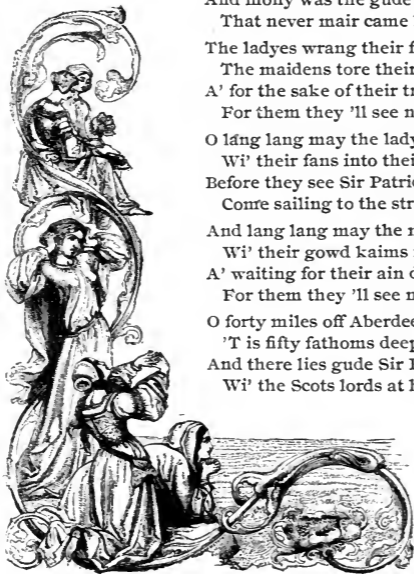 And mony was the gude
That never mair came
The ladyes wrang their f
The maidens tore their
A' for the sake of their tr
For them they 'll see n
O lang lang may the lady
Wi' their fans into thei
Before they see Sir Patric
Come sailing to the str
And lang lang may the m
Wi' their gowd kaims
A' waiting for their ain d
For them they 'll see n
O forty miles off Aberdee
'T is fifty fathoms deep
And there lies gude Sir P
Wi' the Scots lords at h